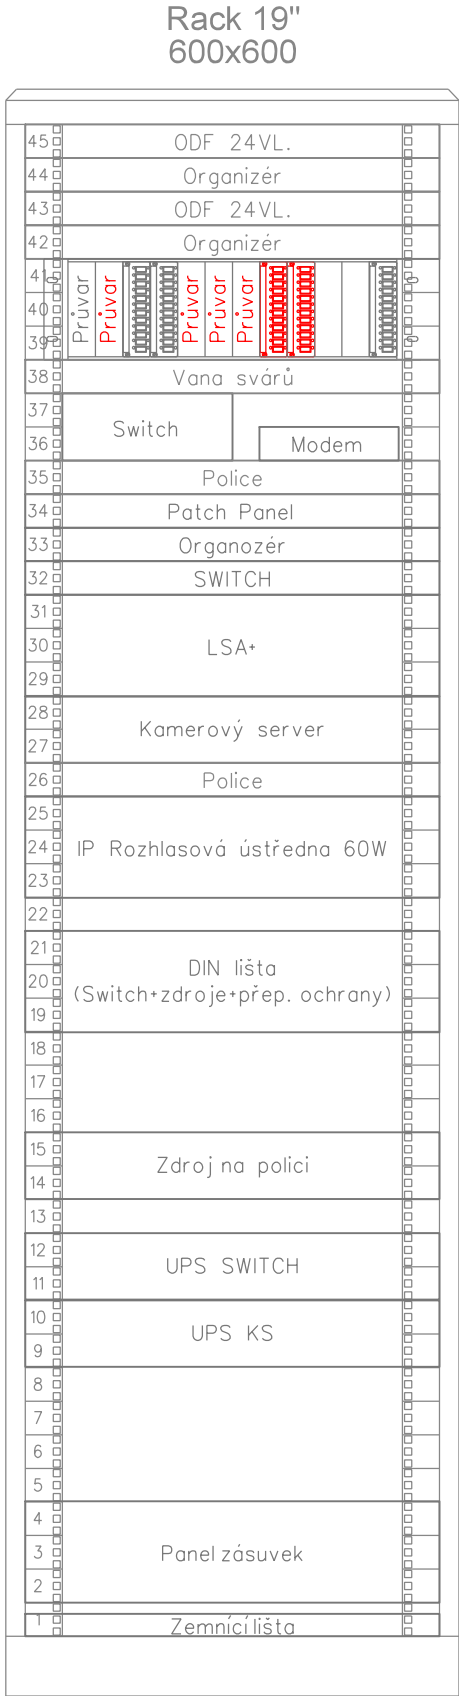 Rack 19"
600x600
45 ODF 24VL.
44 Organizér
43 ODF 24VL.
42 Organizér
41
40 Průvar Průvar Průvar Průvar Průvar
39
38 Vana svárů
37
Switch
36 Modem
35 Police
34 Patch Panel
33 Organozér
32 SWITCH
31
30 LSA+
29
28
Kamerový server
27
26 Police
25
24 IP Rozhlasová ústředna 60W
23
22
21
DIN lišta
20
(Switch+zdroje+přep. ochrany)
19
18
17
16
15
Zdroj na polici
14
13
12
UPS SWITCH
11
10
UPS KS
9
8
7
6
5
4
3 Panel zásuvek
2
1 Zemnící lišta